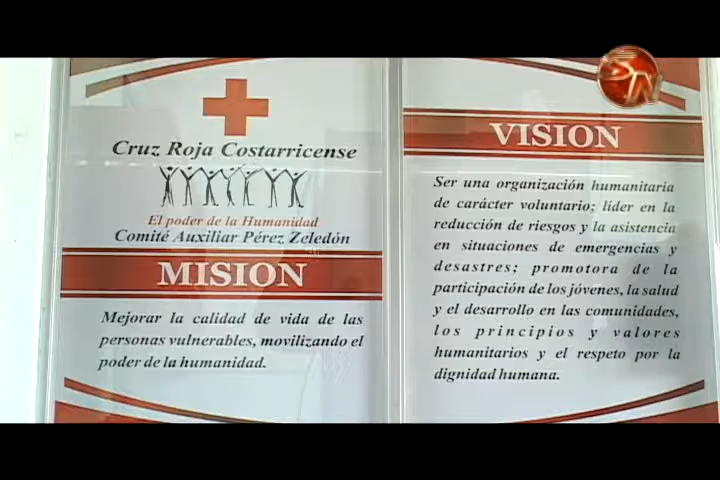 Cruz Roja Costarricense
El poder de la Humanidad
Comité Auxiliar Pérez Zeledón
MISION
Mejorar la calidad de vida de las
personas vulnerables, movilizando el
poder de la humanidad.
VISION
Ser una organización humanitaria
de carácter voluntario; líder en la
reducción de riesgos y la asistencia
en situaciones de emergencias y
desastres; promotora de la
participación de los jóvenes, la salud
y el desarrollo en las comunidades,
los principios y valores
humanitarios y el respeto por la
dignidad humana.